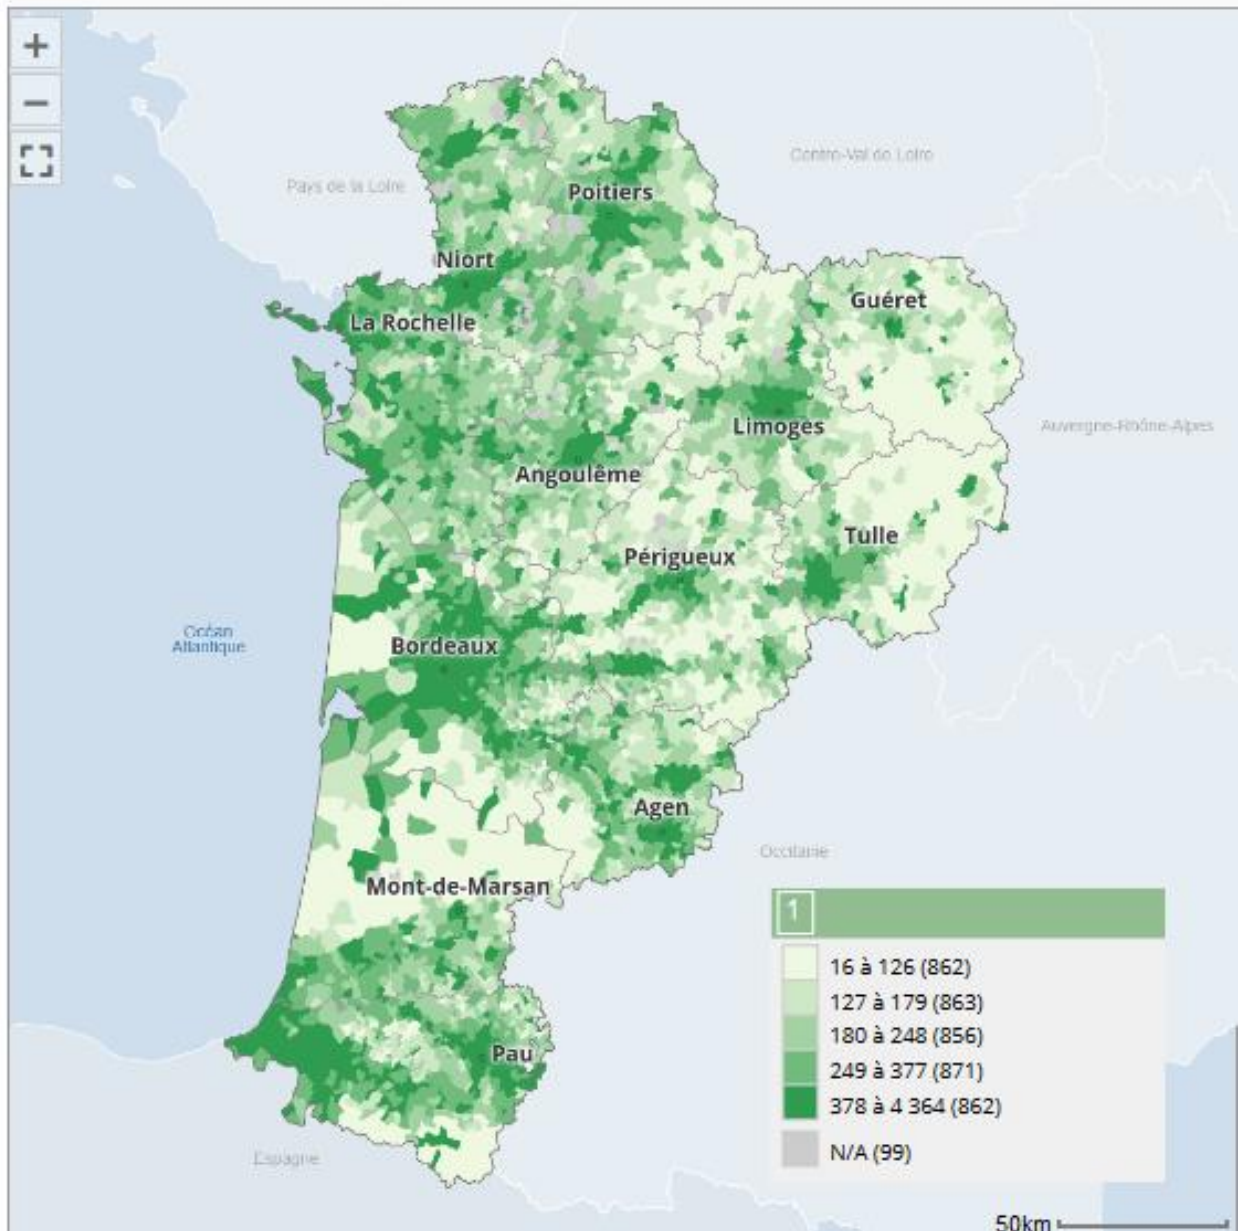 +
−
Centre-Val de Loire
Pays de la Loire
Poitiers
Niort
Guéret
La Rochelle
Limoges
Auvergne-Rhône-Alpes
Angoulême
Tulle
Périgueux
Océan
Atlantique
Bordeaux
Agen
Occitanie
Mont-de-Marsan
1
16 à 126 (862)
127 à 179 (863)
180 à 248 (856)
249 à 377 (871)
378 à 4 364 (862)
N/A (99)
Pau
Espagne
50km